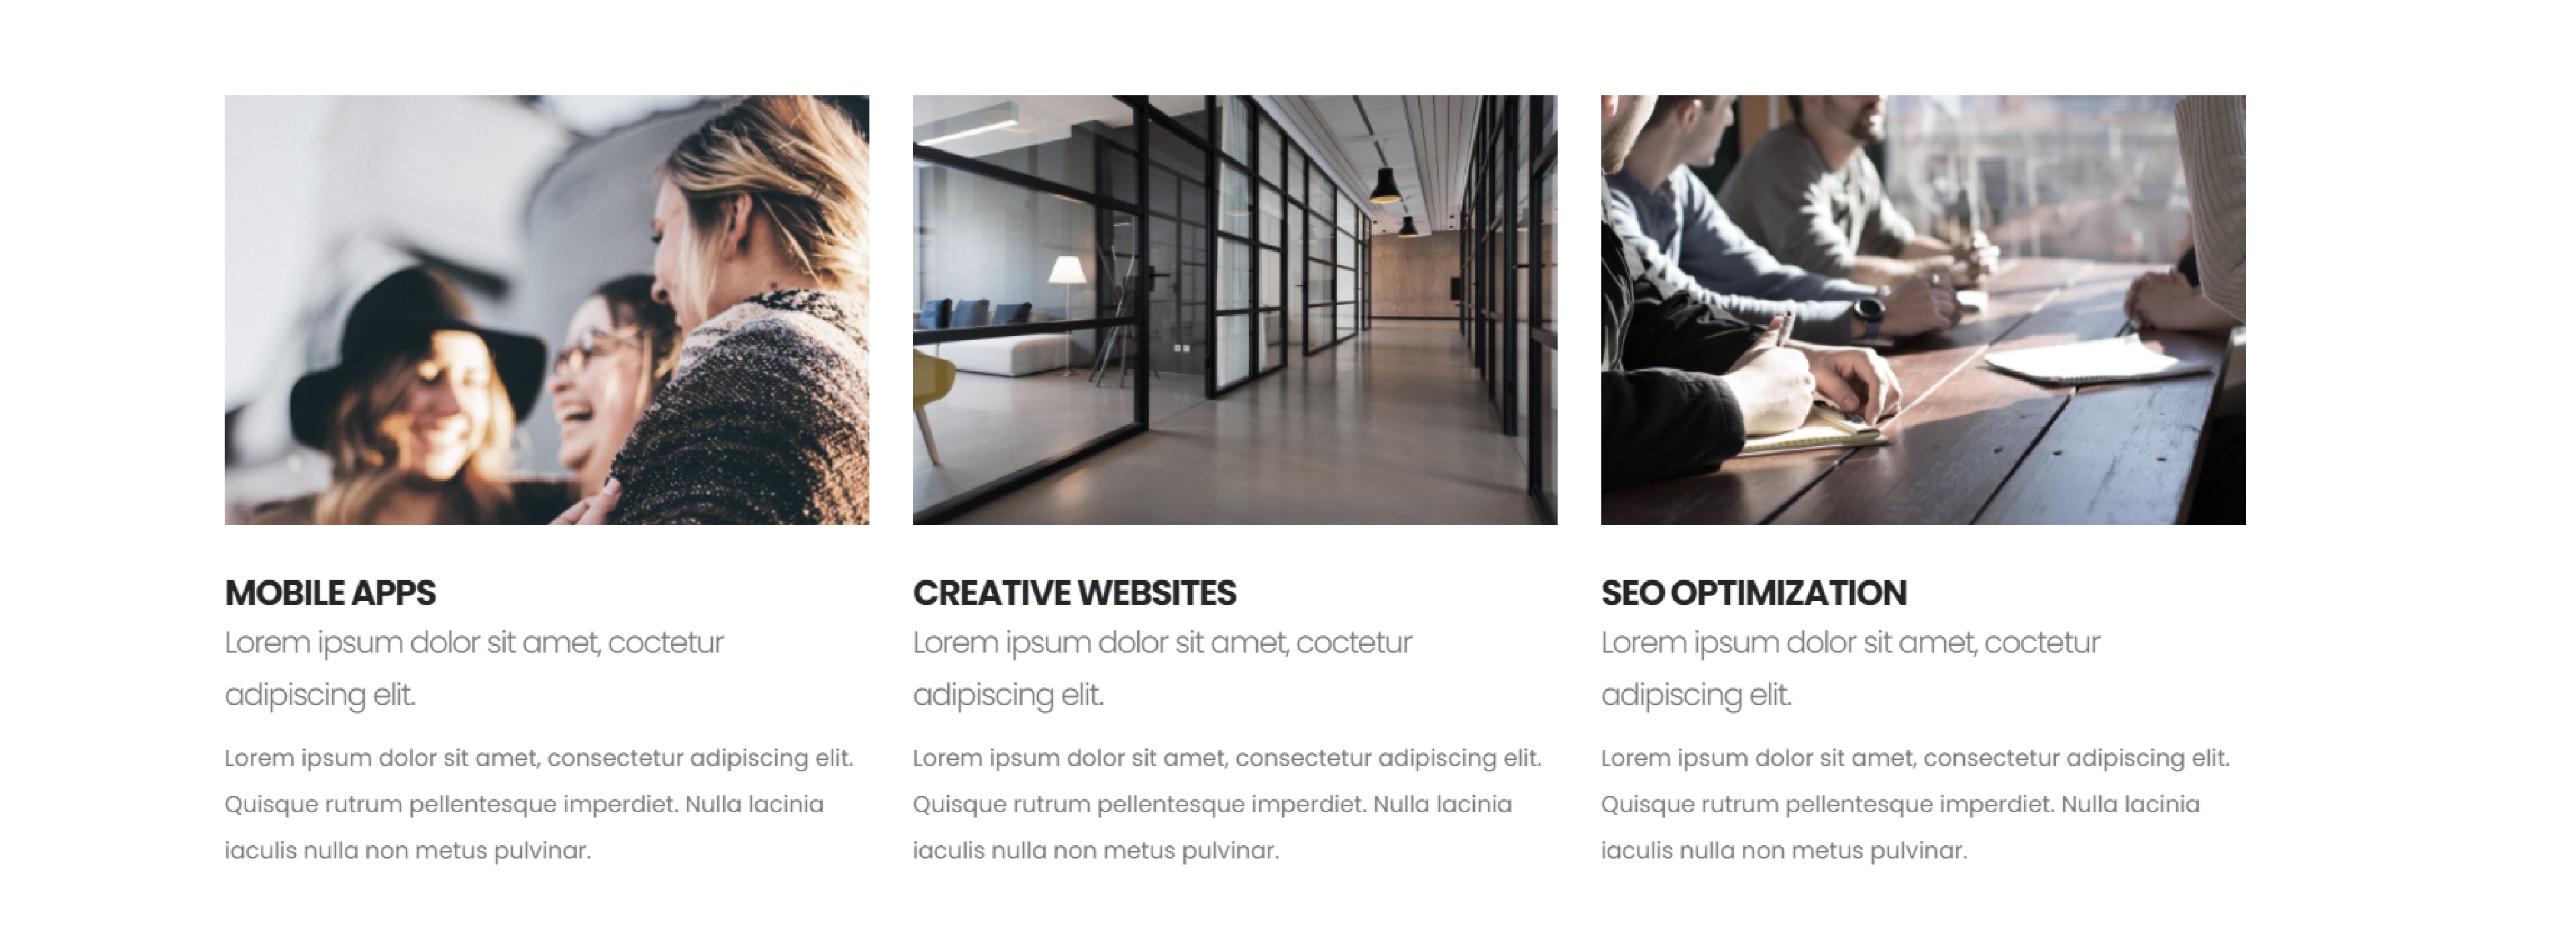 MOBILE APPS
Lorem ipsum dolor sit amet, coctetur
adipiscing elit.
Lorem ipsum dolor sit amet, consectetur adipiscing elit.
Quisque rutrum pellentesque imperdiet. Nulla lacinia
iaculis nulla non metus pulvinar.
CREATIVE WEBSITES
Lorem ipsum dolor sit amet, coctetur
adipiscing elit.
Lorem ipsum dolor sit amet, consectetur adipiscing elit.
Quisque rutrum pellentesque imperdiet. Nulla lacinia
iaculis nulla non metus pulvinar.
SEO OPTIMIZATION
Lorem ipsum dolor sit amet, coctetur
adipiscing elit.
Lorem ipsum dolor sit amet, consectetur adipiscing elit.
Quisque rutrum pellentesque imperdiet. Nulla lacinia
iaculis nulla non metus pulvinar.